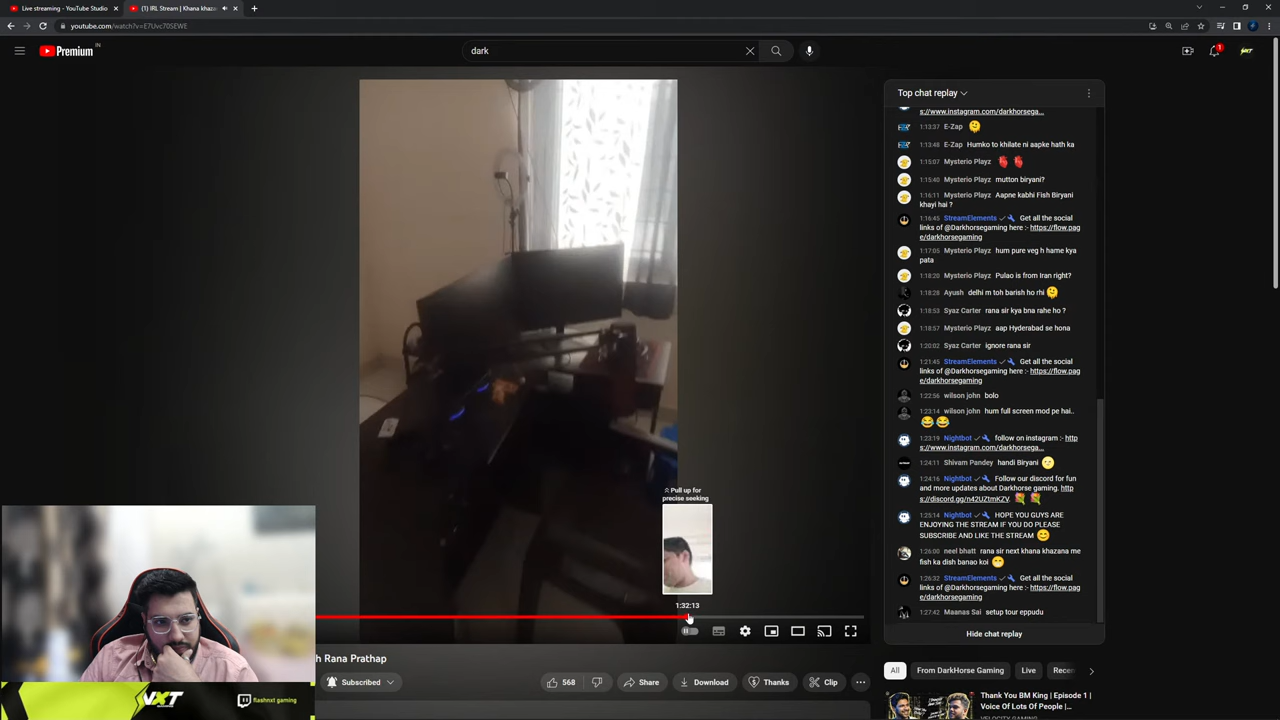 Live streaming - YouTube Studio
(1) IRL Stream | Khana khaza
youtube.com/watch?v=E7Uvc70SEWE
Premium IN
dark
1
Top chat replay
s://www.instagram.com/darkhorsega...
1:13:37 E-Zap
1:13:48 E-Zap Humko to khilate ni aapke hath ka
1:15:07 Mysterio Playz
1:15:40 Mysterio Playz mutton biryani?
1:16:11 Mysterio Playz Aapne kabhi Fish Biryani
khayi hai ?
1:16:45 StreamElements Get all the social
links of @Darkhorsegaming here :- https://flow.pag
e/darkhorsegaming
1:17:05 Mysterio Playz hum pure veg h hame kya
pata
1:18:20 Mysterio Playz Pulao is from Iran right?
1:18:28 Ayush delhi m toh barish ho rhi
1:18:53 Syaz Carter rana sir kya bna rahe ho ?
1:18:57 Mysterio Playz aap Hyderabad se hona
1:20:02 Syaz Carter ignore rana sir
1:21:45 StreamElements Get all the social
links of @Darkhorsegaming here :- https://flow.pag
e/darkhorsegaming
1:22:56 wilson john bolo
1:23:14 wilson john hum full screen mod pe hai..
1:23:19 Nightbot follow on instagram :- http
s://www.instagram.com/darkhorsega...
1:24:11 Shivam Pandey handi Biryani
1:24:16 Nightbot Follow our discord for fun
and more updates about Darkhorse gaming. http
s://discord.gg/n42UZtmKZV.
1:25:14 Nightbot HOPE YOU GUYS ARE
ENJOYING THE STREAM IF YOU DO PLEASE
SUBSCRIBE AND LIKE THE STREAM
1:26:00 neel bhatt rana sir next khana khazana me
fish ka dish banao koi
1:26:32 StreamElements Get all the social
links of @Darkhorsegaming here :- https://flow.pag
e/darkhorsegaming
1:27:42 Maanas Sai setup tour eppudu
Hide chat replay
Pull up for
precise seeking
1:32:13
h Rana Prathap
Subscribed
568
Share
Download
Thanks
Clip
All
From DarkHorse Gaming
Live
Recen
Thank You BM King | Episode 1
| Voice Of Lots Of People |...
VELOCITY GAMING
NXT
flashnxt gaming